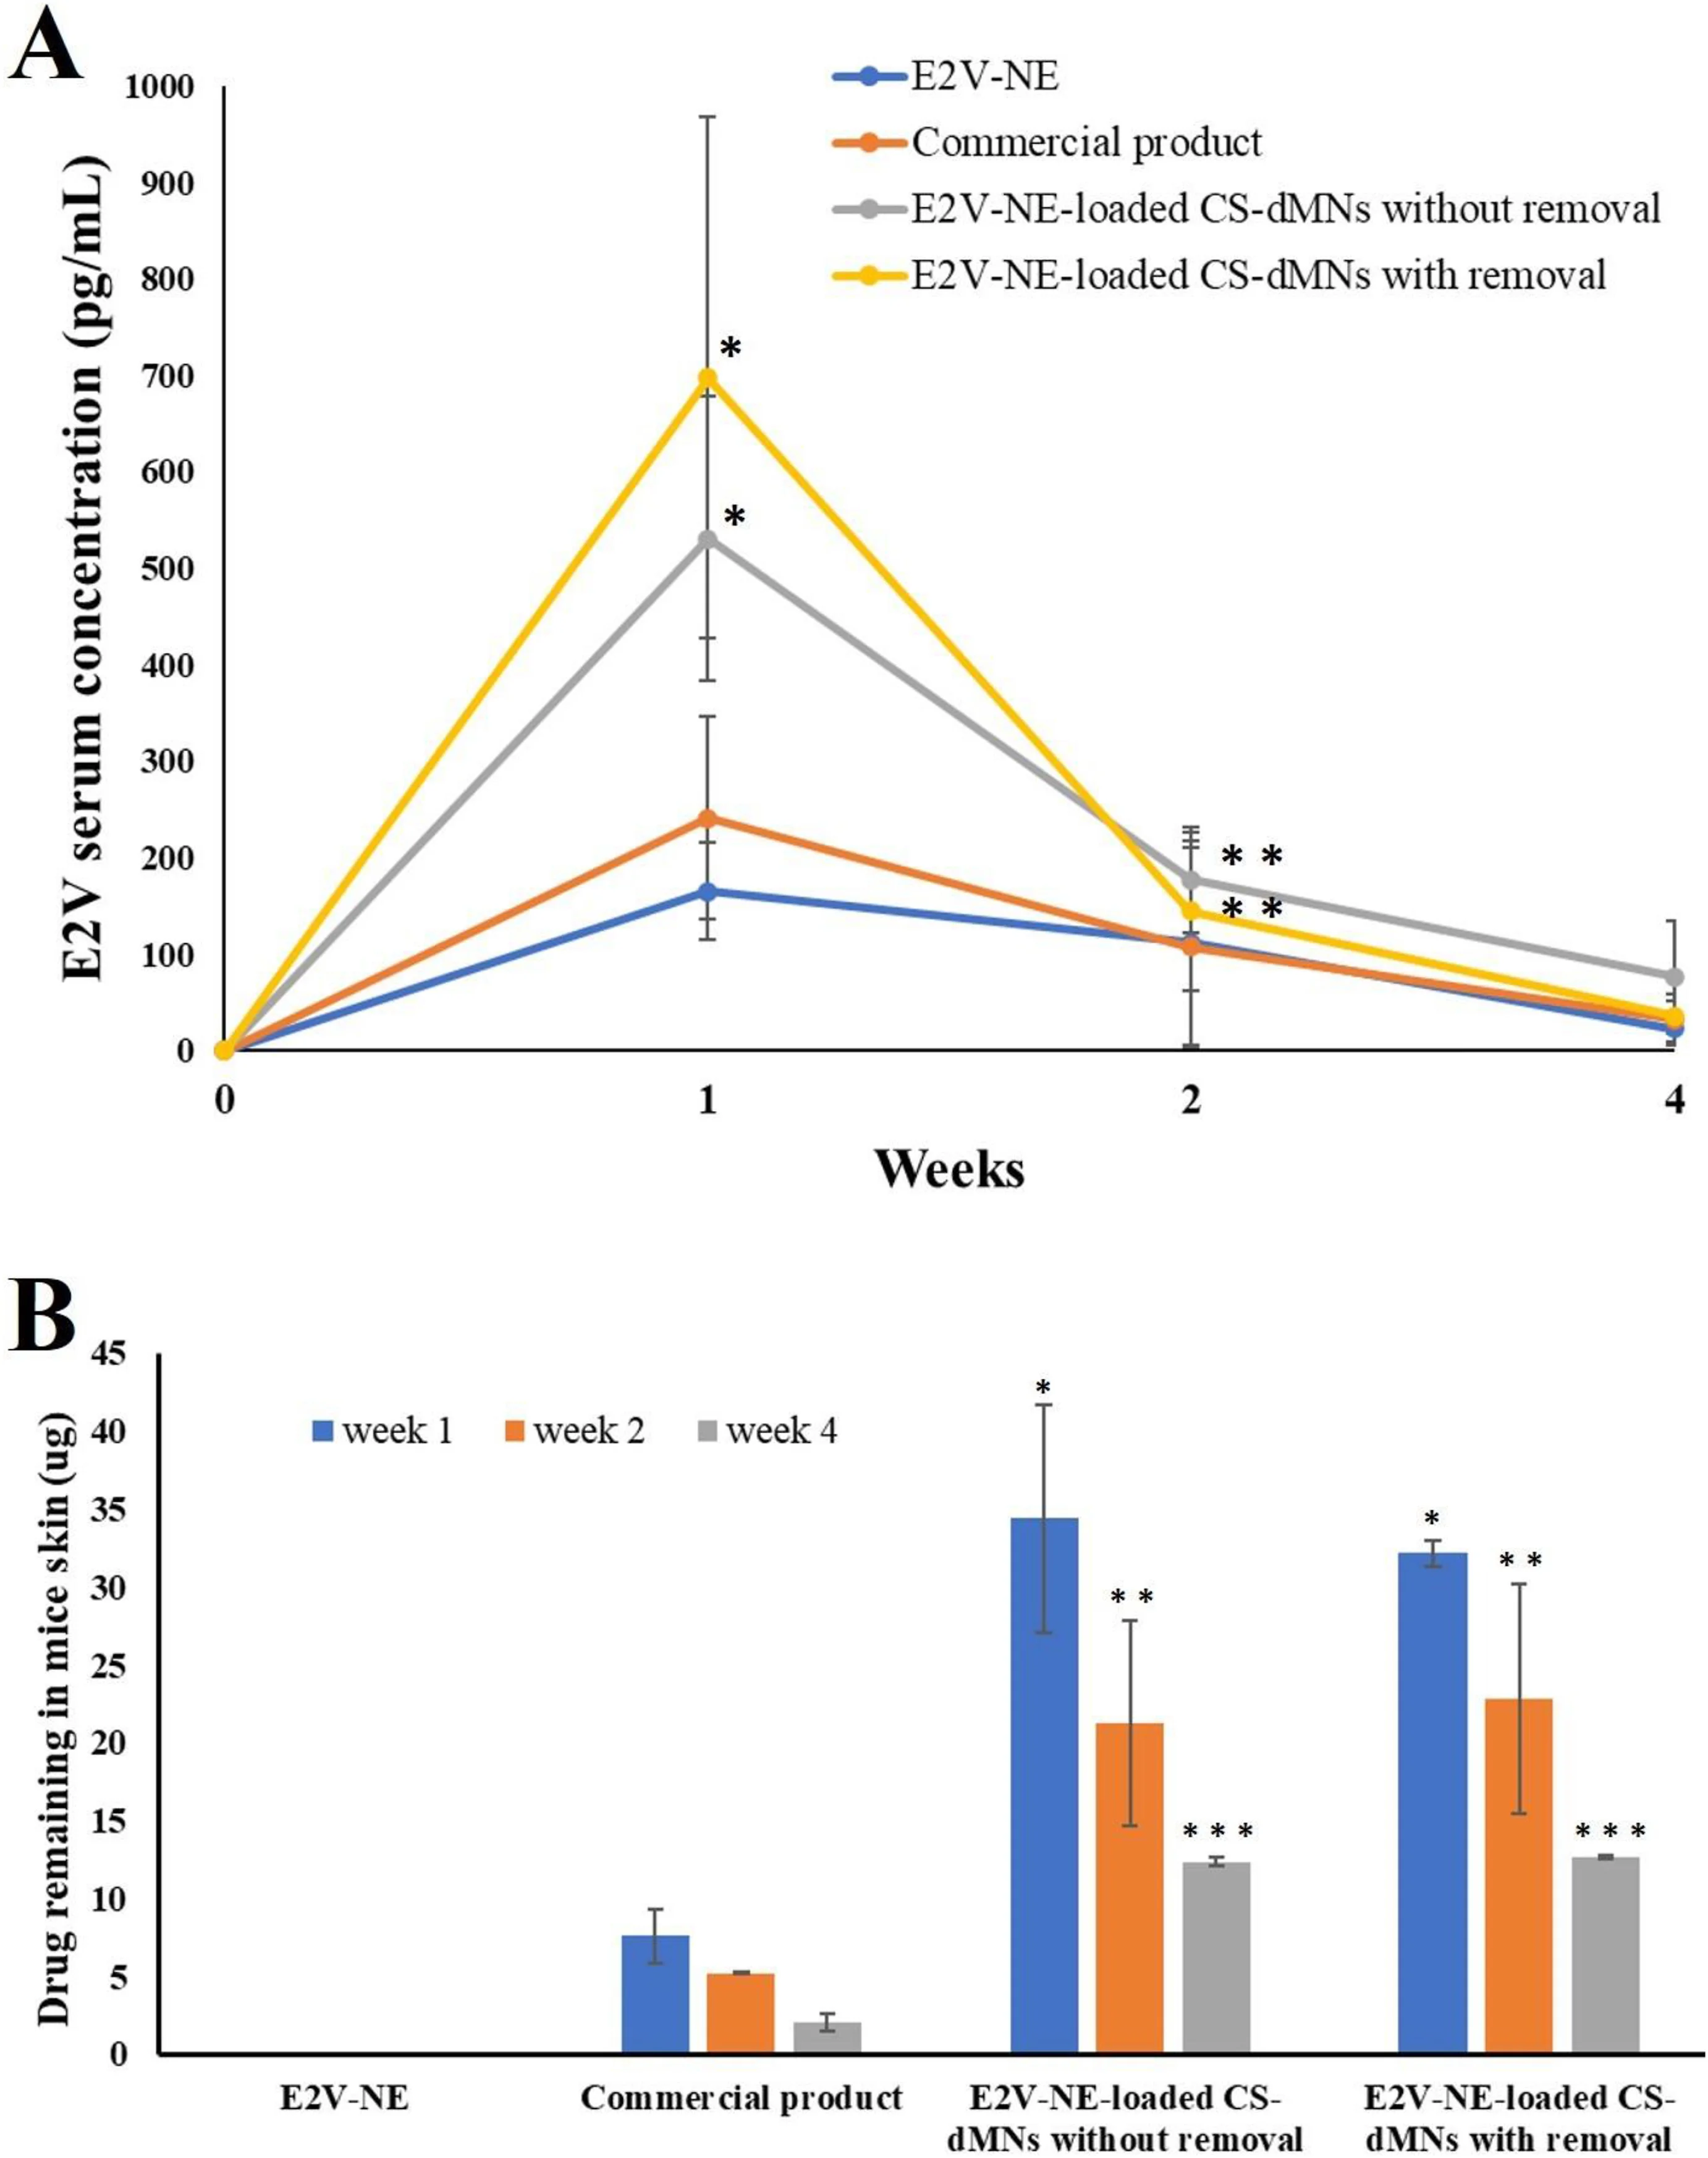 A
E2V-NE
Commercial product
E2V-NE-loaded CS-dMNs without removal
E2V-NE-loaded CS-dMNs with removal
E2V serum concentration (pg/mL)
1000
900
800
700
600
500
400
300
200
100
0
*
*
* *
* *
0 1 2 4
Weeks
B
week 1 week 2 week 4
Drug remaining in mice skin (ug)
45
40
35
30
25
20
15
10
5
0
*
* *
* * *
*
* *
* * *
E2V-NE
Commercial product
E2V-NE-loaded CS-
dMNs without removal
E2V-NE-loaded CS-
dMNs with removal